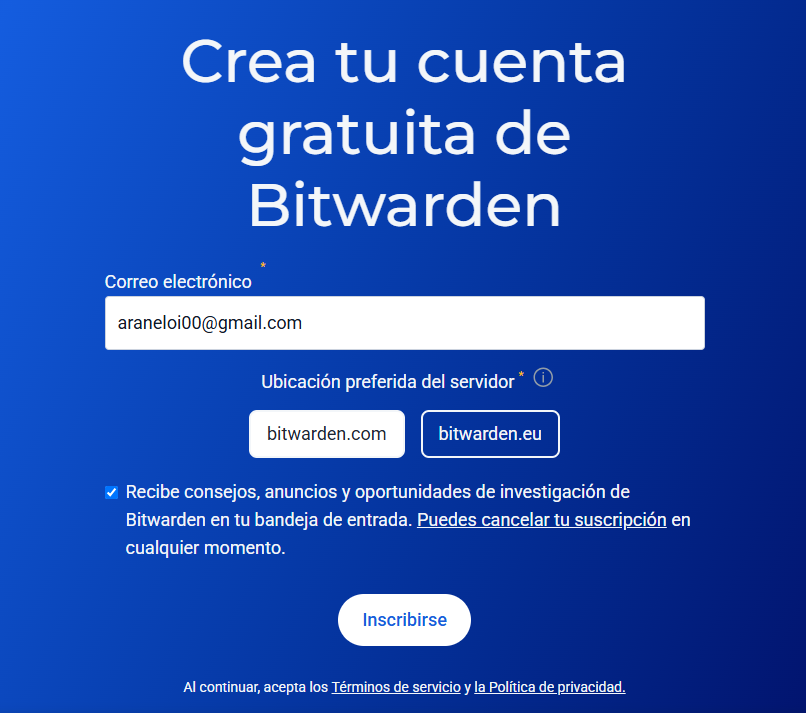 Crea tu cuenta
gratuita de
Bitwarden
Correo electrónico *
araneloi00@gmail.com
Ubicación preferida del servidor * i
bitwarden.com bitwarden.eu
Recibe consejos, anuncios y oportunidades de investigación de
Bitwarden en tu bandeja de entrada. Puedes cancelar tu suscripción en
cualquier momento.
Inscribirse
Al continuar, acepta los Términos de servicio y la Política de privacidad.